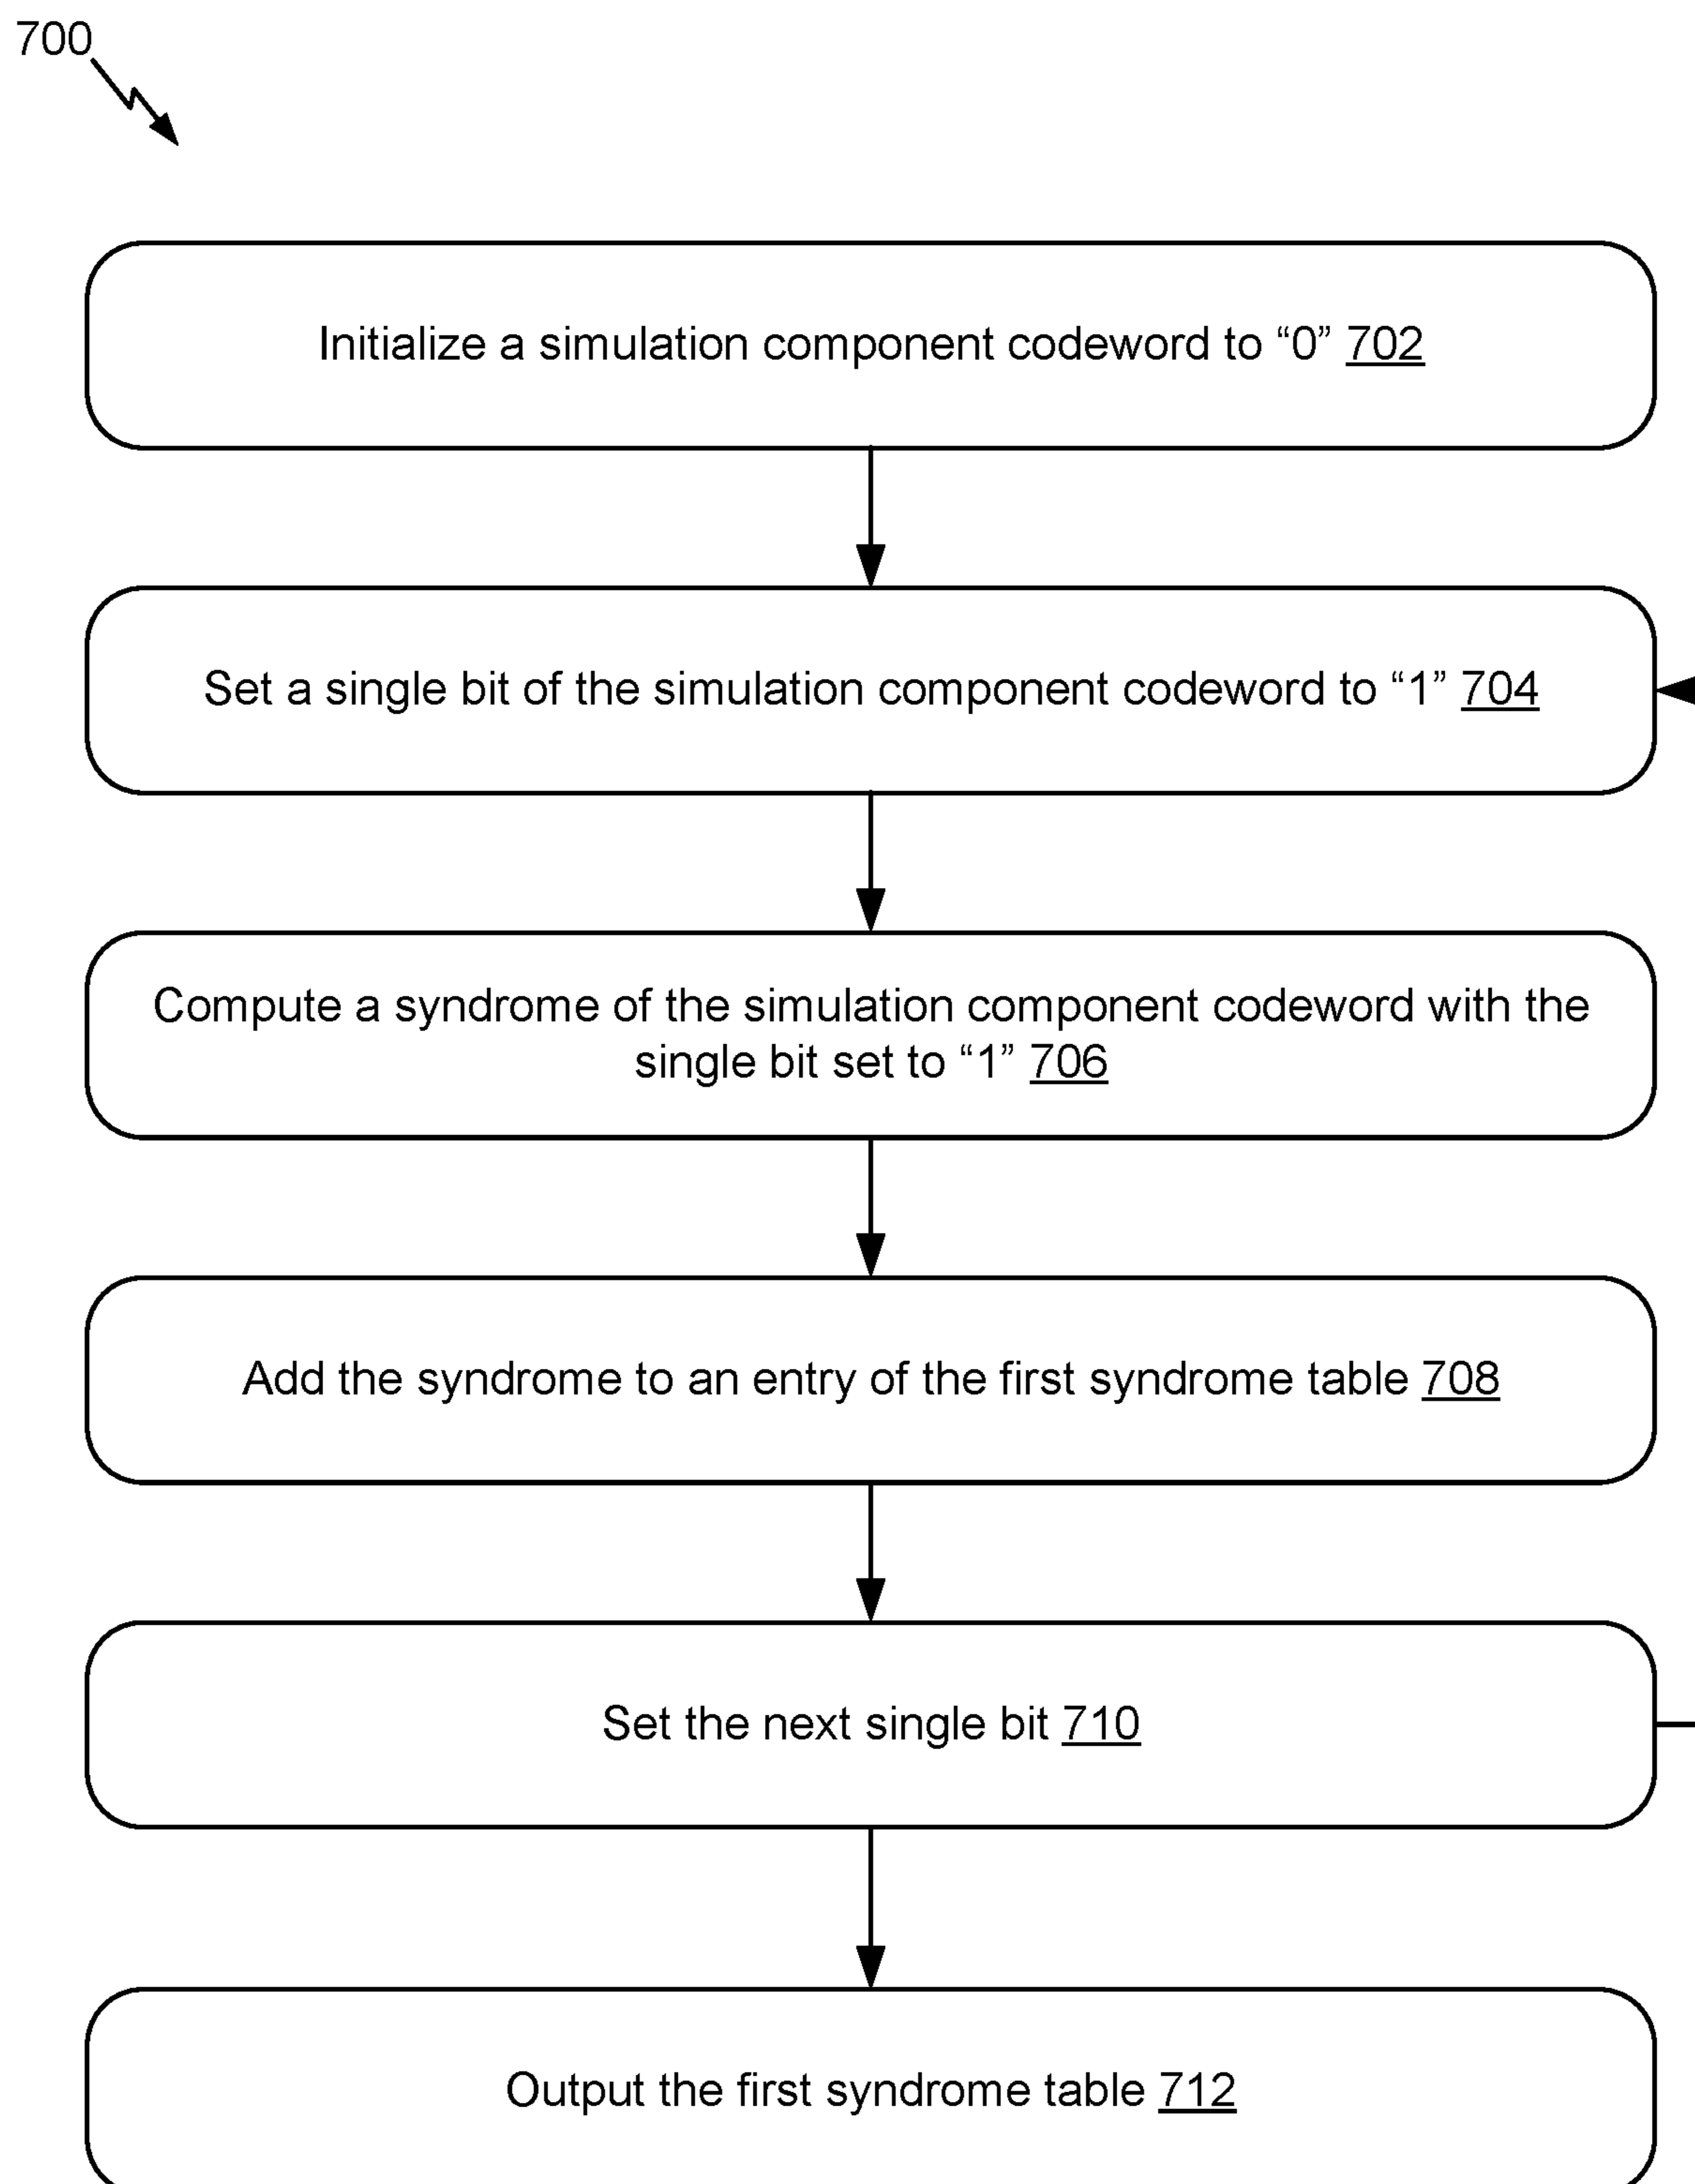 700
Initialize a simulation component codeword to “0” 702
Set a single bit of the simulation component codeword to “1” 704
Compute a syndrome of the simulation component codeword with the
single bit set to “1” 706
Add the syndrome to an entry of the first syndrome table 708
Set the next single bit 710
Output the first syndrome table 712